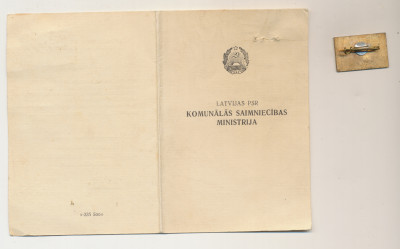 LATVIJAS PSR
KOMUNĀLĀS SAIMNIECĪBAS
MINISTRIJA